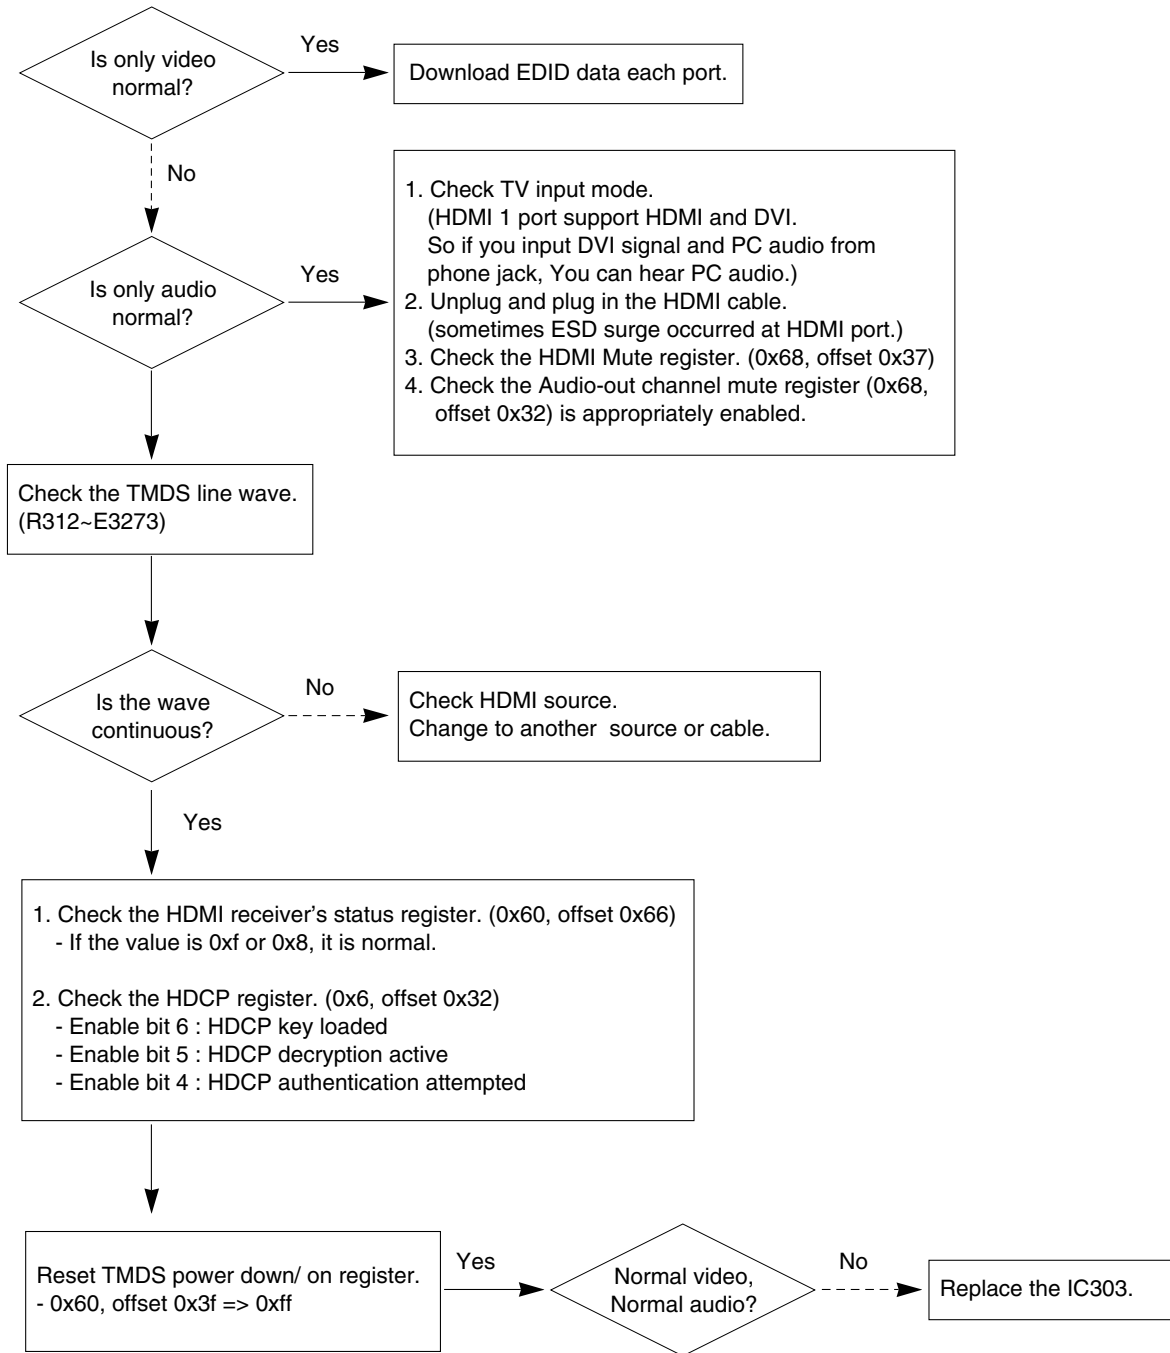 Is only video
normal?
Yes
Download EDID data each port.
No
Is only audio
normal?
Yes
1. Check TV input mode.
(HDMI 1 port support HDMI and DVI.
So if you input DVI signal and PC audio from
phone jack, You can hear PC audio.)
2. Unplug and plug in the HDMI cable.
(sometimes ESD surge occurred at HDMI port.)
3. Check the HDMI Mute register. (0x68, offset 0x37)
4. Check the Audio-out channel mute register (0x68,
offset 0x32) is appropriately enabled.
Check the TMDS line wave.
(R312~E3273)
Is the wave
continuous?
No
Check HDMI source.
Change to another source or cable.
Yes
1. Check the HDMI receiver's status register. (0x60, offset 0x66)
- If the value is 0xf or 0x8, it is normal.
2. Check the HDCP register. (0x6, offset 0x32)
- Enable bit 6 : HDCP key loaded
- Enable bit 5 : HDCP decryption active
- Enable bit 4 : HDCP authentication attempted
Reset TMDS power down/ on register.
- 0x60, offset 0x3f => 0xff
Yes
Normal video,
Normal audio?
No
Replace the IC303.